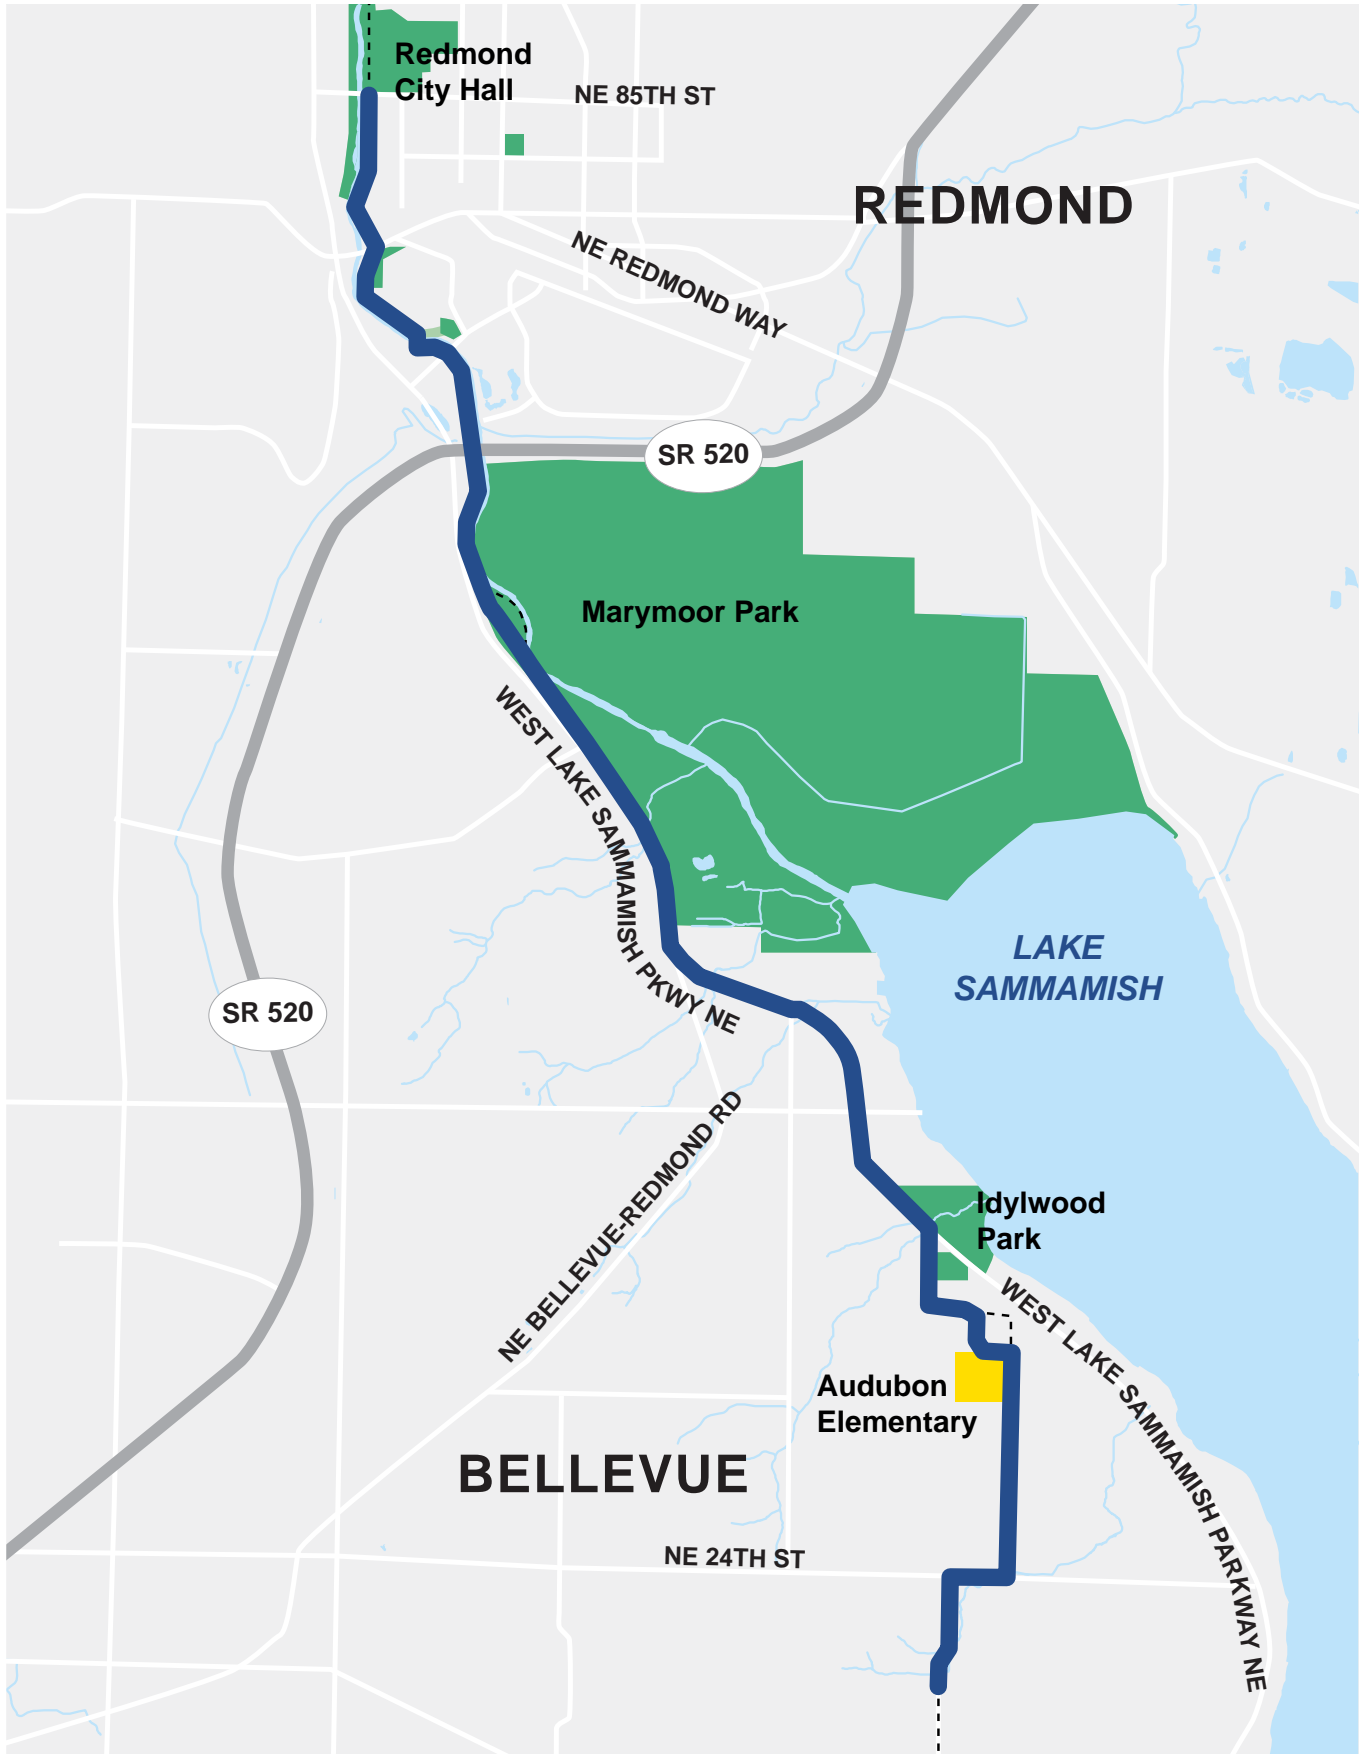 Redmond
City Hall
NE 85TH ST
REDMOND
NE REDMOND WAY
SR 520
Marymoor Park
WEST LAKE SAMMAMISH PKWY NE
LAKE
SAMMAMISH
SR 520
NE BELLEVUE-REDMOND RD
Idylwood
Park
WEST LAKE SAMMAMISH PARKWAY NE
Audubon
Elementary
BELLEVUE
NE 24TH ST